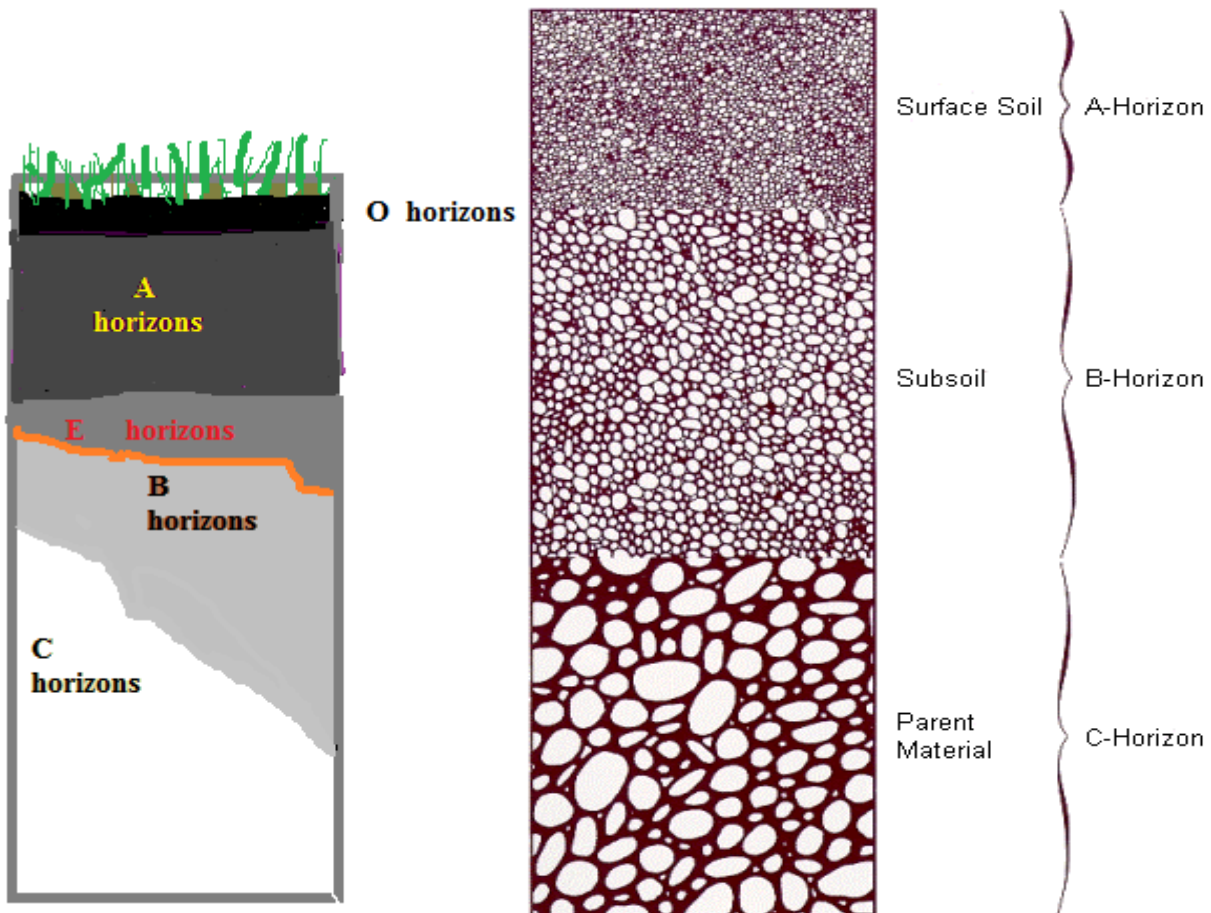 O horizons
A
horizons
E horizons
B
horizons
C
horizons
Surface Soil
A-Horizon
Subsoil
B-Horizon
Parent
Material
C-Horizon